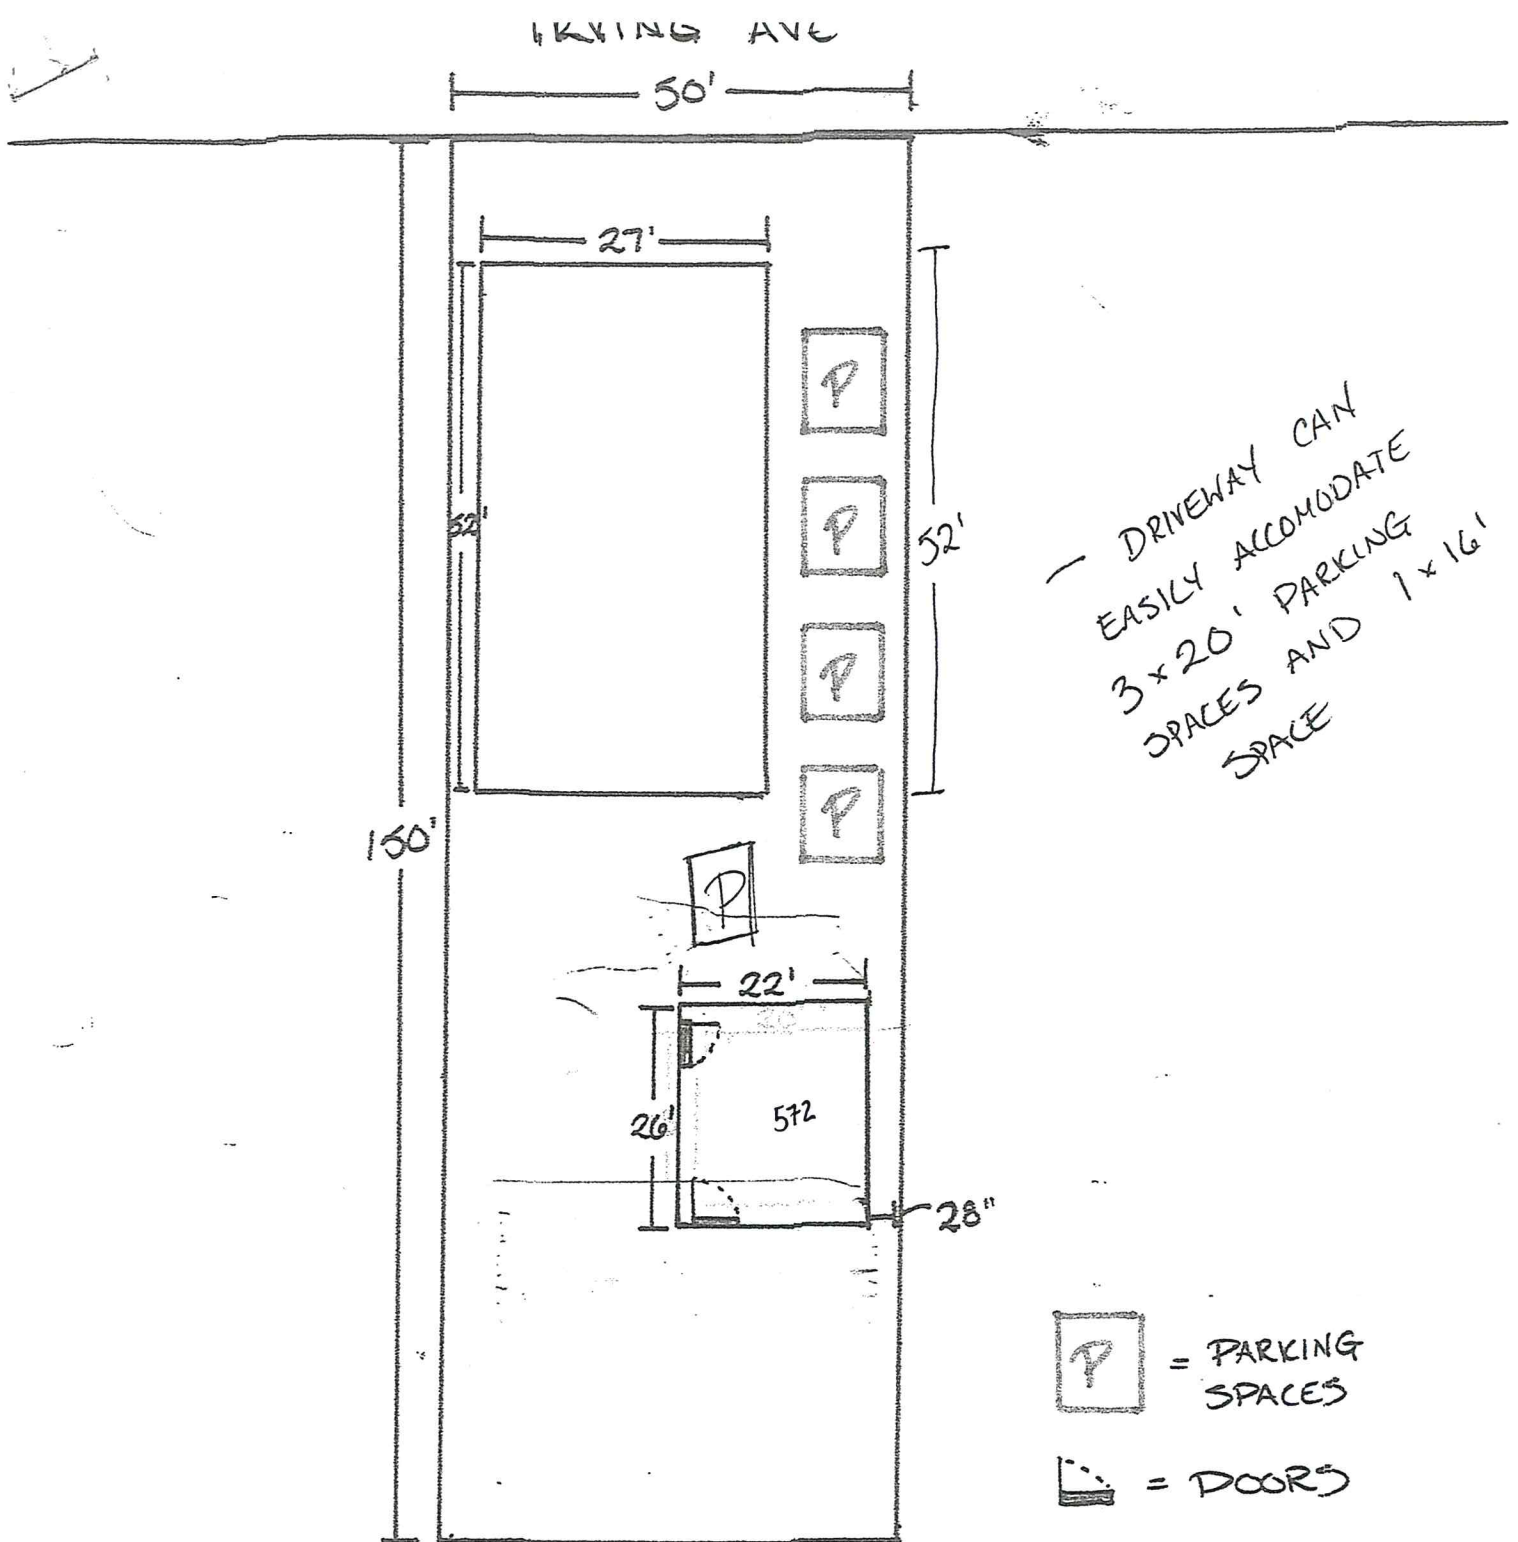 IRVING AVE
50'
27'
52'
P
P
52'
— DRIVEWAY CAN
EASILY ACCOMODATE
3 x 20' PARKING
SPACES AND 1 x 16'
SPACE
P
P
150'
P
22'
26'
572
28"
P = PARKING
SPACES
= DOORS